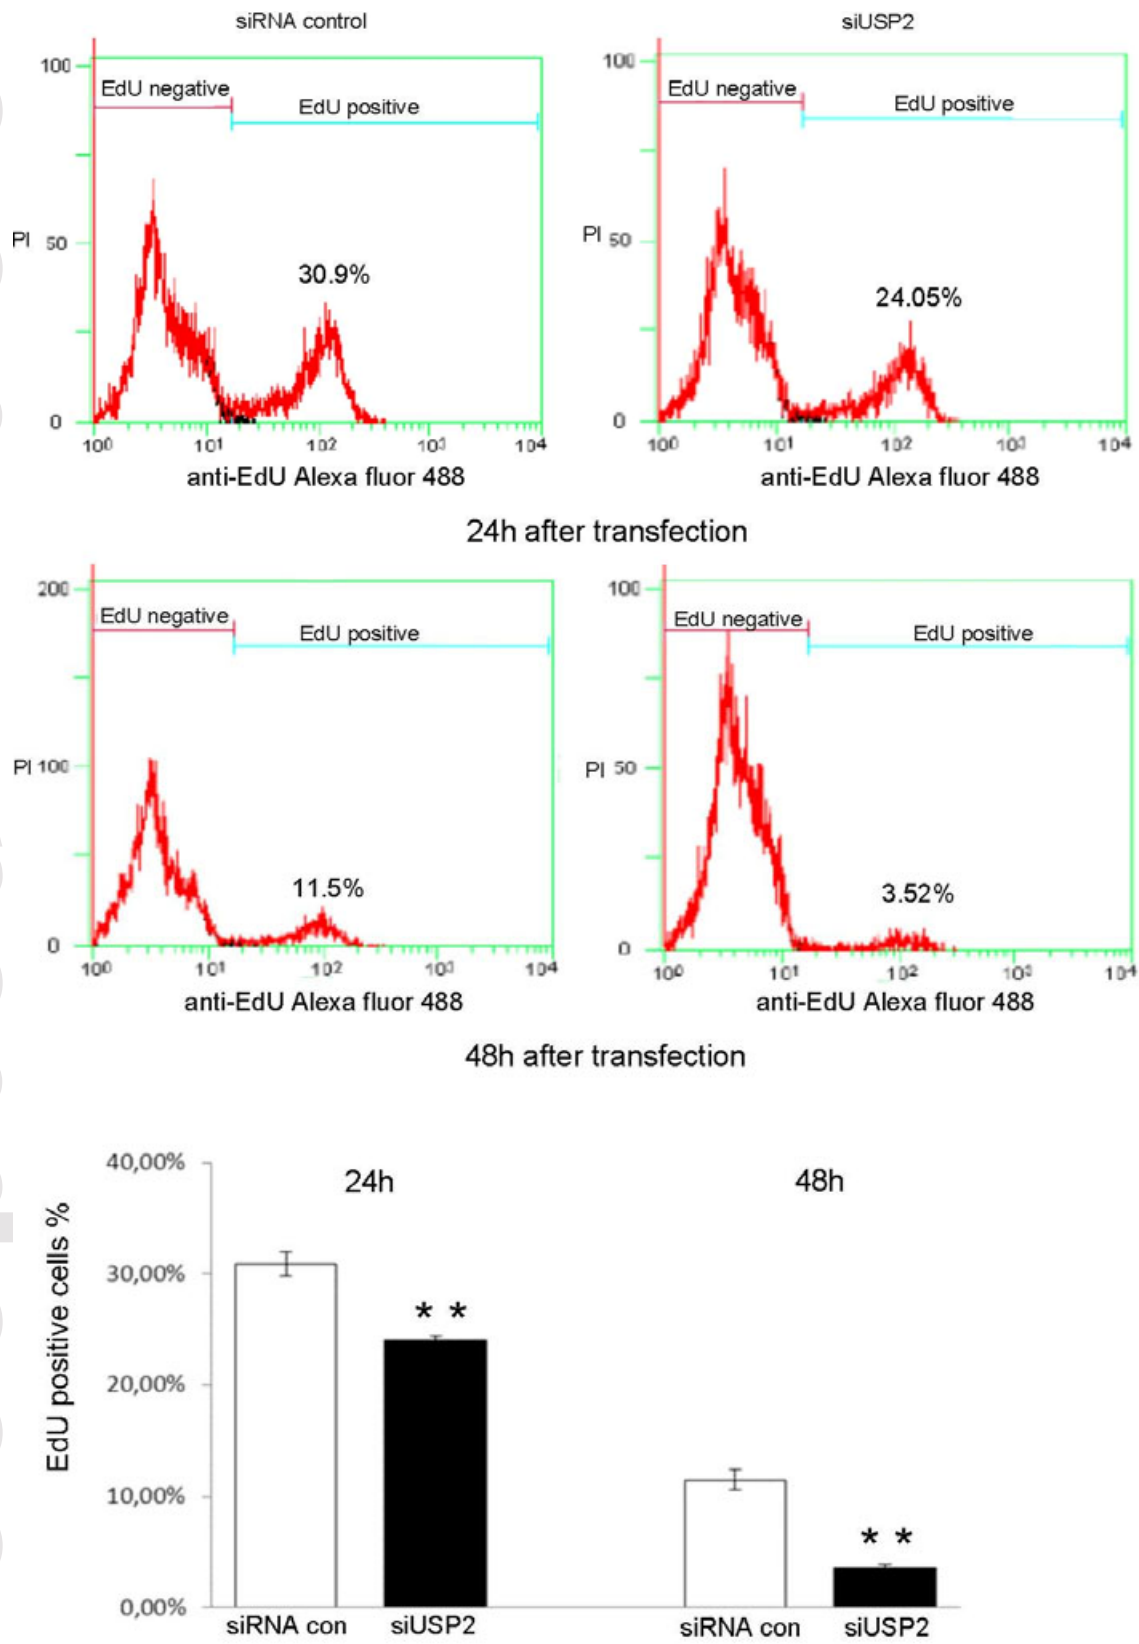 siRNA control
siUSP2
100
EdU negative
EdU positive
PI 50
30.9%
0
100 101 102 103 104
anti-EdU Alexa fluor 488
100
EdU negative
EdU positive
PI 50
24.05%
0
100 101 102 103 104
anti-EdU Alexa fluor 488
24h after transfection
200
EdU negative
EdU positive
PI 100
11.5%
0
100 101 102 103 104
anti-EdU Alexa fluor 488
100
EdU negative
EdU positive
PI 50
3.52%
0
100 101 102 103 104
anti-EdU Alexa fluor 488
48h after transfection
EdU positive cells %
40,00%
30,00%
20,00%
10,00%
0,00%
24h
48h
* *
* *
siRNA con
siUSP2
siRNA con
siUSP2